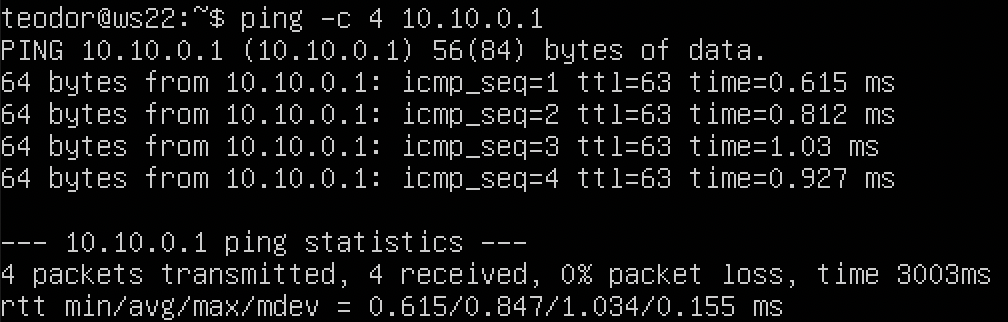 teodor@ws22:~$ ping -c 4 10.10.0.1
PING 10.10.0.1 (10.10.0.1) 56(84) bytes of data.
64 bytes from 10.10.0.1: icmp_seq=1 ttl=63 time=0.615 ms
64 bytes from 10.10.0.1: icmp_seq=2 ttl=63 time=0.812 ms
64 bytes from 10.10.0.1: icmp_seq=3 ttl=63 time=1.03 ms
64 bytes from 10.10.0.1: icmp_seq=4 ttl=63 time=0.927 ms

--- 10.10.0.1 ping statistics ---
4 packets transmitted, 4 received, 0% packet loss, time 3003ms
rtt min/avg/max/mdev = 0.615/0.847/1.034/0.155 ms